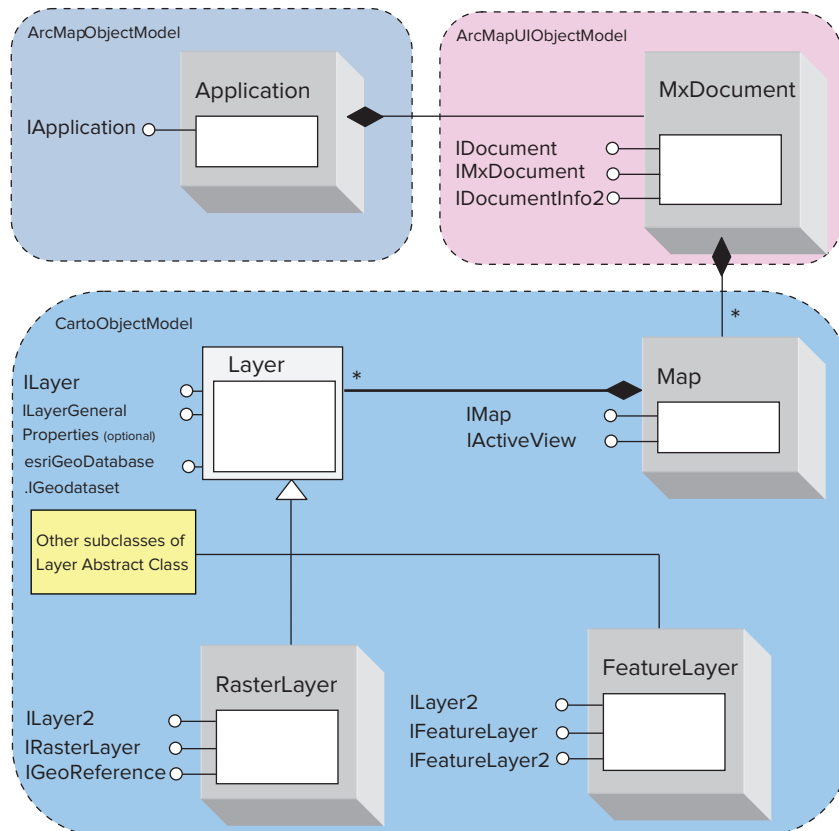 ArcMapObjectModel
Application
IApplication
ArcMapUIObjectModel
MxDocument
IDocument
IMxDocument
IDocumentInfo2
*
CartoObjectModel
Layer
*
ILayer
ILayerGeneral
Properties (optional)
esriGeoDatabase
.IGeodataset
Map
IMap
IActiveView
Other subclasses of
Layer Abstract Class
RasterLayer
ILayer2
IRasterLayer
IGeoReference
FeatureLayer
ILayer2
IFeatureLayer
IFeatureLayer2